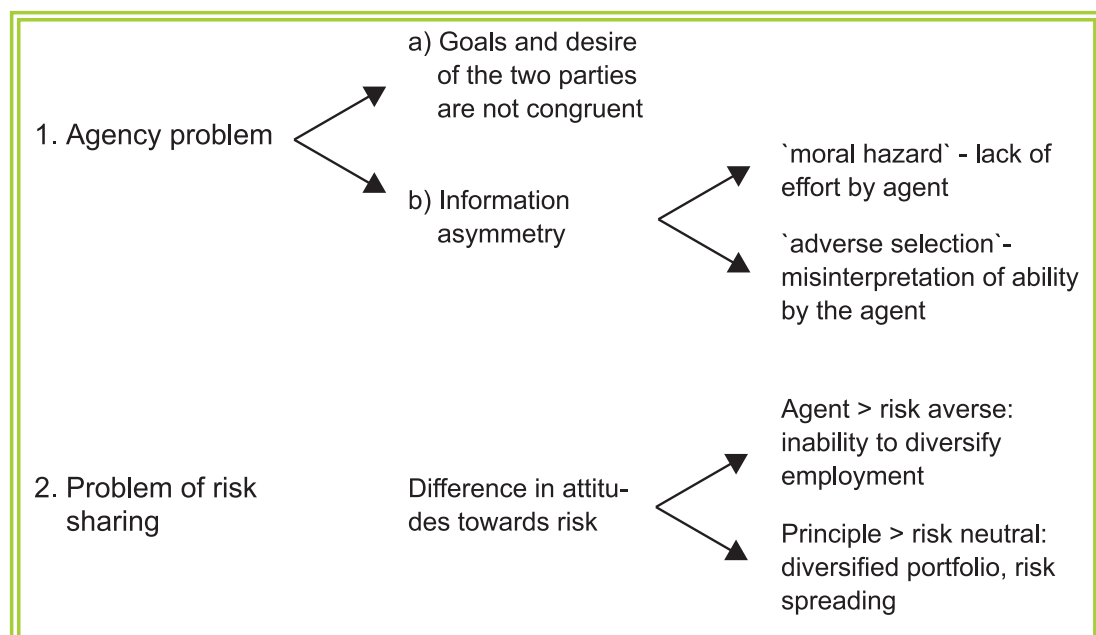 a) Goals and desire
of the two parties
are not congruent
1. Agency problem
`moral hazard` - lack of
effort by agent
b) Information
asymmetry
`adverse selection`-
misinterpretation of ability
by the agent
Agent > risk averse:
inability to diversify
employment
2. Problem of risk
sharing
Difference in attitu-
des towards risk
Principle > risk neutral:
diversified portfolio, risk
spreading